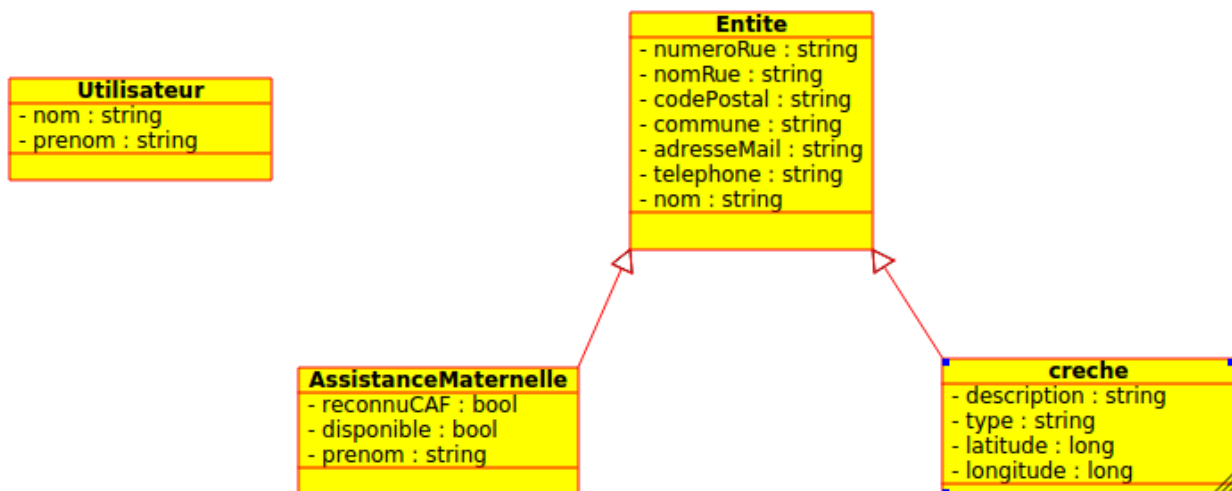 Utilisateur
- nom : string
- prenom : string
Entite
- numeroRue : string
- nomRue : string
- codePostal : string
- commune : string
- adresseMail : string
- telephone : string
- nom : string
AssistanceMaternelle
- reconnuCAF : bool
- disponible : bool
- prenom : string
creche
- description : string
- type : string
- latitude : long
- longitude : long